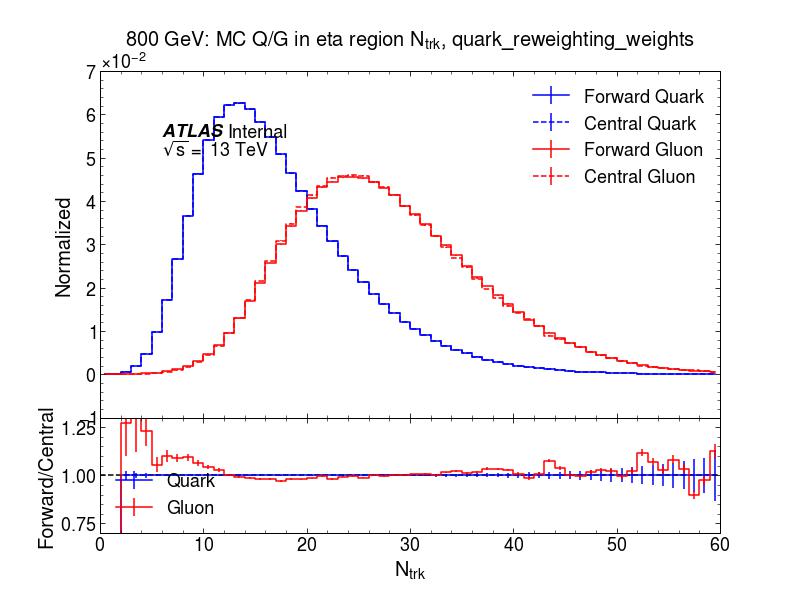 800 GeV: MC Q/G in eta region Ntrk, quark_reweighting_weights
×10−2
7
6
5
4
3
2
1
0
−1
Normalized
ATLAS Internal
√s = 13 TeV
Forward Quark
Central Quark
Forward Gluon
Central Gluon
1.25
1.00
0.75
Forward/Central
Quark
Gluon
0 10 20 30 40 50 60
Ntrk